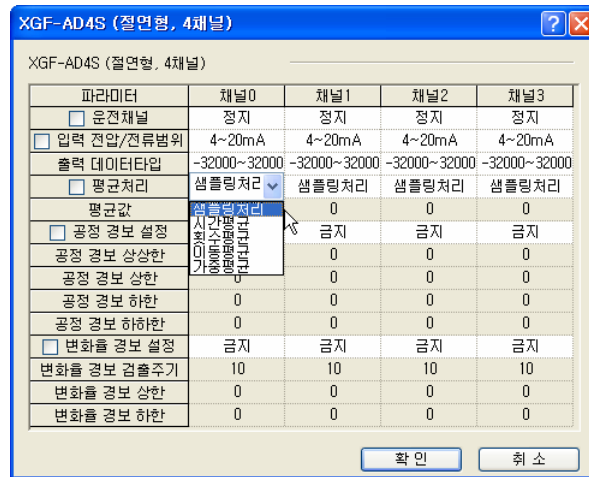 XGF-AD4S (절연형, 4채널)
XGF-AD4S (절연형, 4채널)
파라미터 채널0 채널1 채널2 채널3
운전채널 정지 정지 정지 정지
입력 전압/전류범위 4~20mA 4~20mA 4~20mA 4~20mA
출력 데이터타입 -32000~32000 -32000~32000 -32000~32000 -32000~32000
평균처리 샘플링처리 샘플링처리 샘플링처리 샘플링처리
평균값 샘플링처리 0 0 0
시간평균
공정 경보 설정 횟수평균 금지 금지 금지
이동평균
공정 경보 상상한 가중평균 0 0 0
공정 경보 상한 0 0 0 0
공정 경보 하한 0 0 0 0
공정 경보 하하한 0 0 0 0
변화율 경보 설정 금지 금지 금지 금지
변화율 경보 검출주기 10 10 10 10
변화율 경보 상한 0 0 0 0
변화율 경보 하한 0 0 0 0
확인 취소